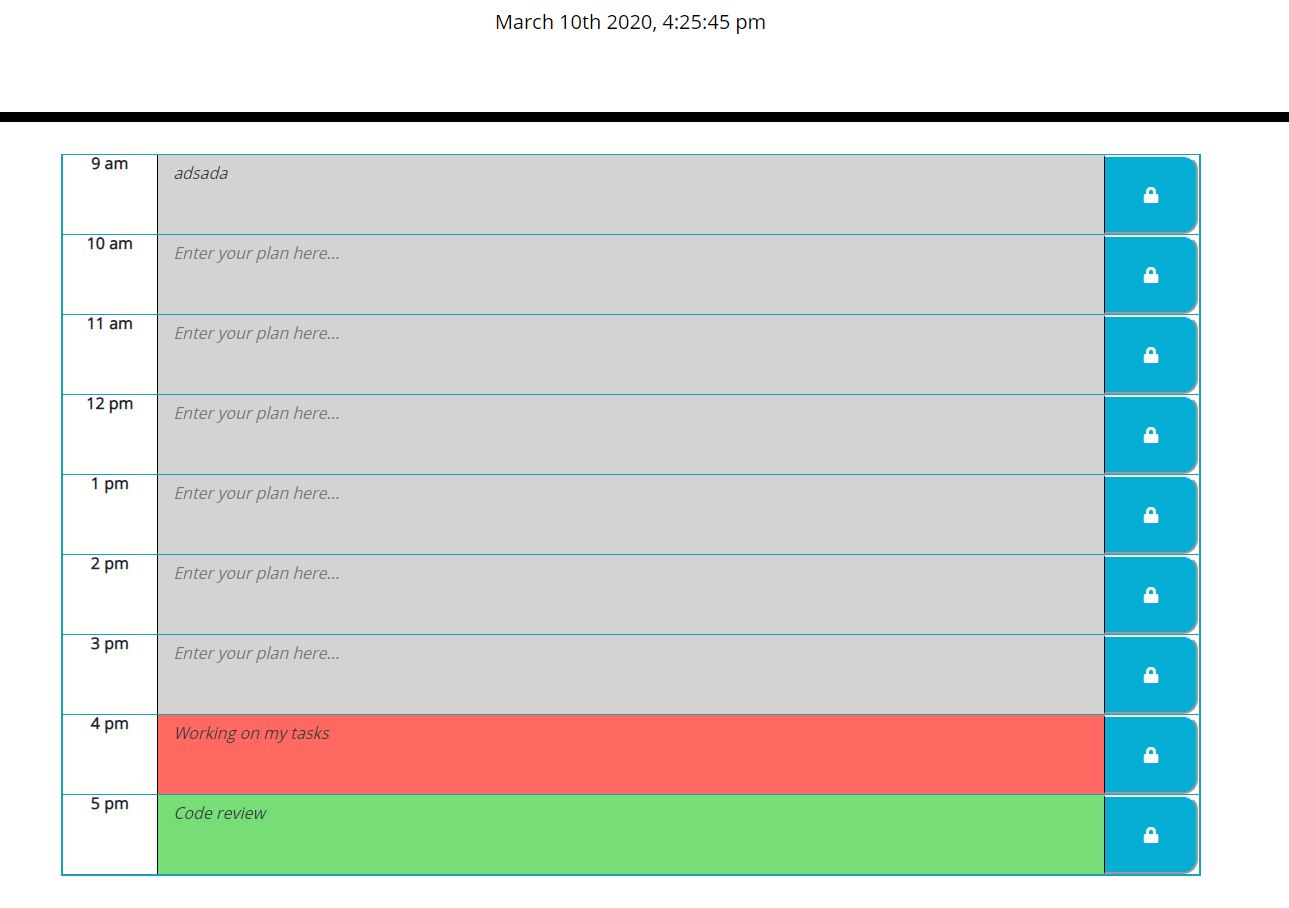 March 10th 2020, 4:25:45 pm
9 am
adsada
10 am
Enter your plan here...
11 am
Enter your plan here...
12 pm
Enter your plan here...
1 pm
Enter your plan here...
2 pm
Enter your plan here...
3 pm
Enter your plan here...
4 pm
Working on my tasks
5 pm
Code review